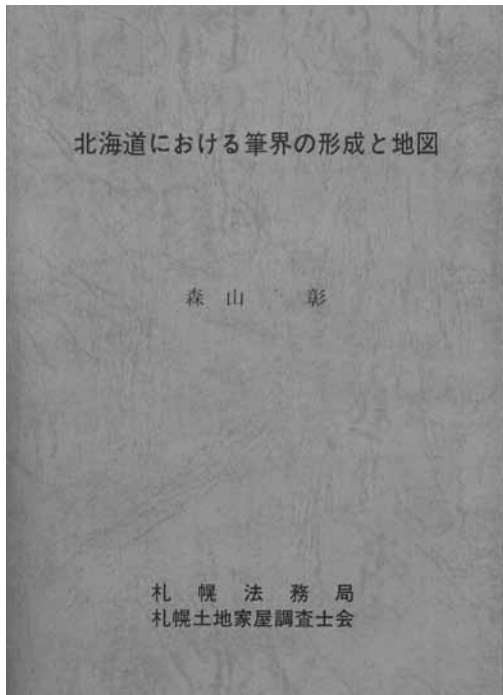 北海道における筆界の形成と地図
森山 彰
札幌法務局
札幌土地家屋調査士会